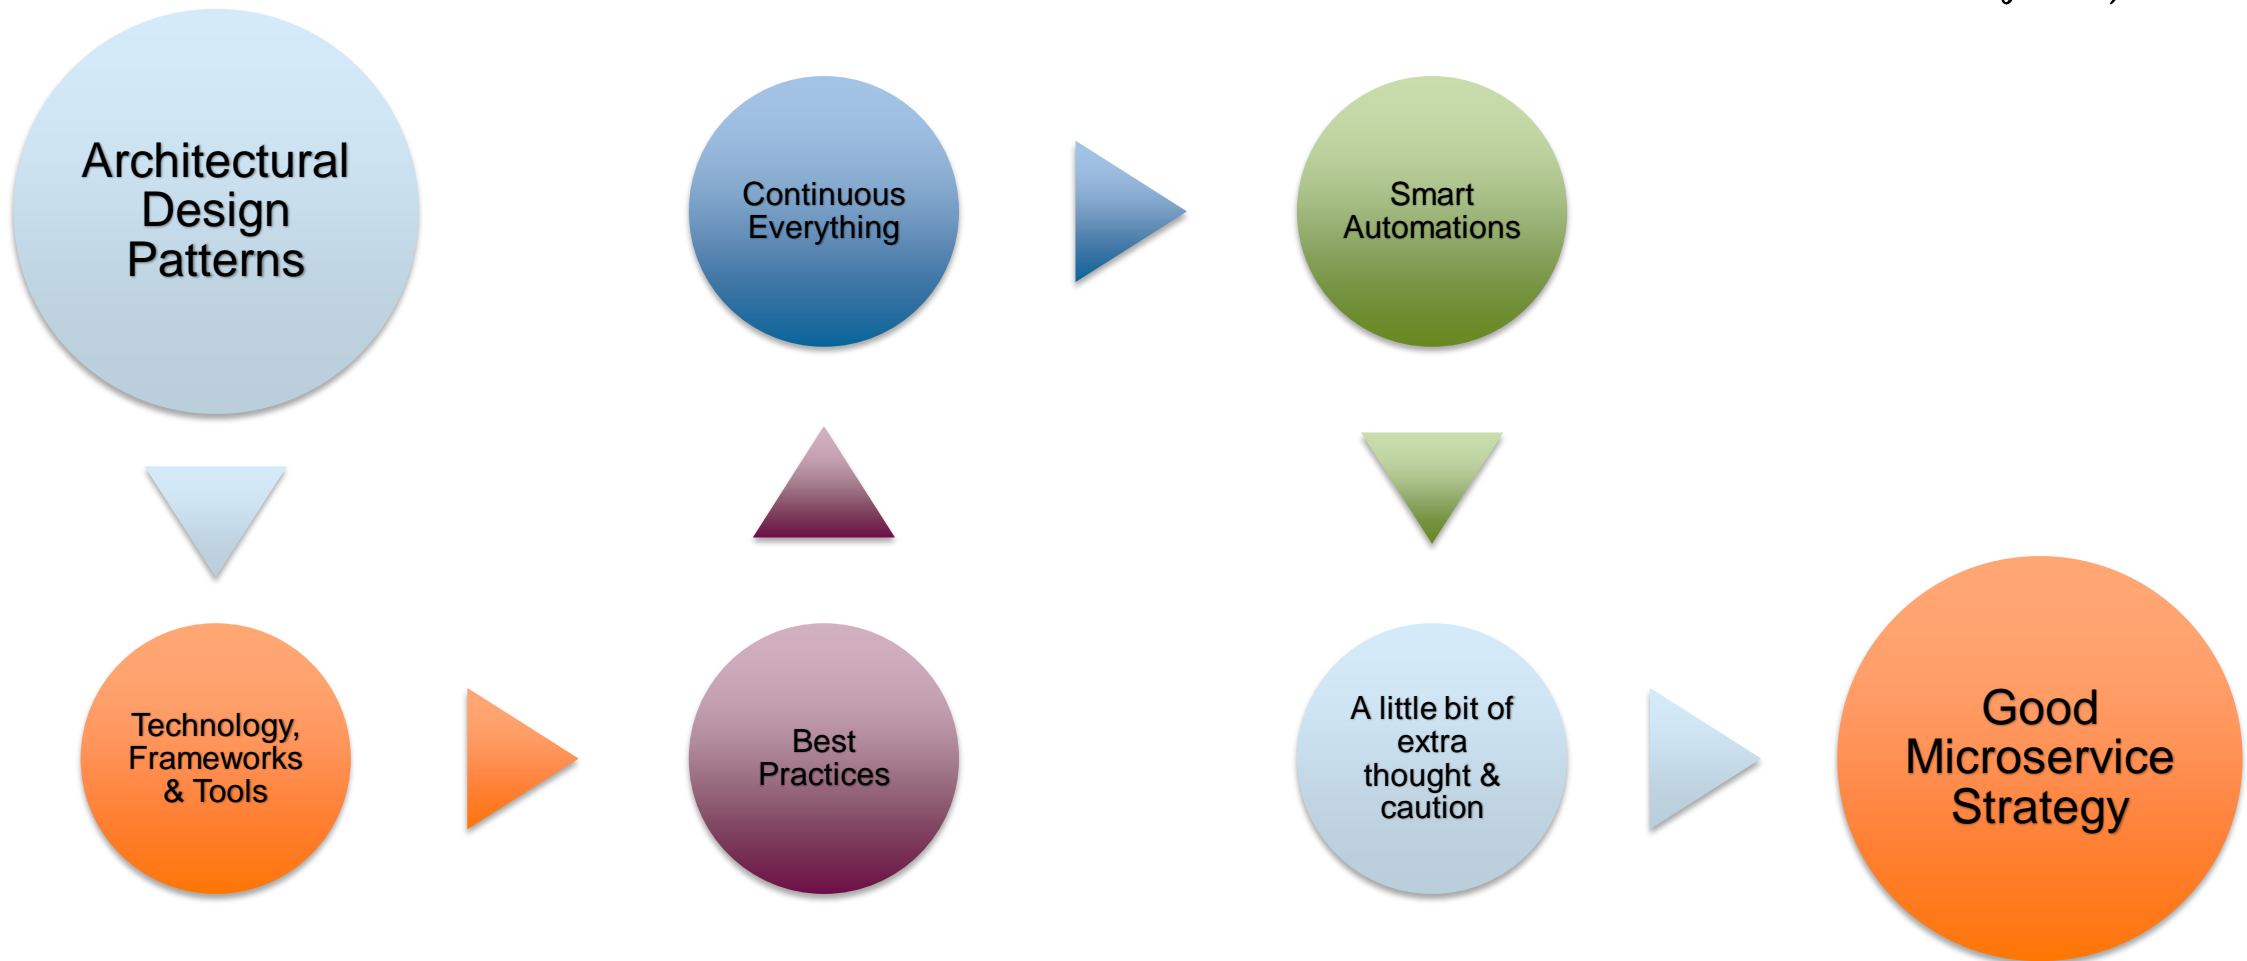 Architectural
Design
Patterns
Technology,
Frameworks
& Tools
Best
Practices
Continuous
Everything
Smart
Automations
A little bit of
extra
thought &
caution
Good
Microservice
Strategy